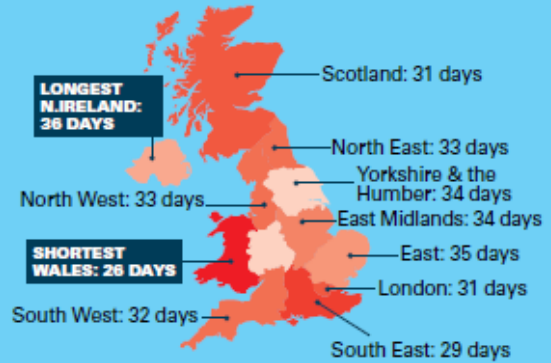 Scotland: 31 days
LONGEST
N.IRELAND:
36 DAYS
North East: 33 days
Yorkshire & the
Humber: 34 days
North West: 33 days
East Midlands: 34 days
SHORTEST
WALES: 26 DAYS
East: 35 days
London: 31 days
South West: 32 days
South East: 29 days